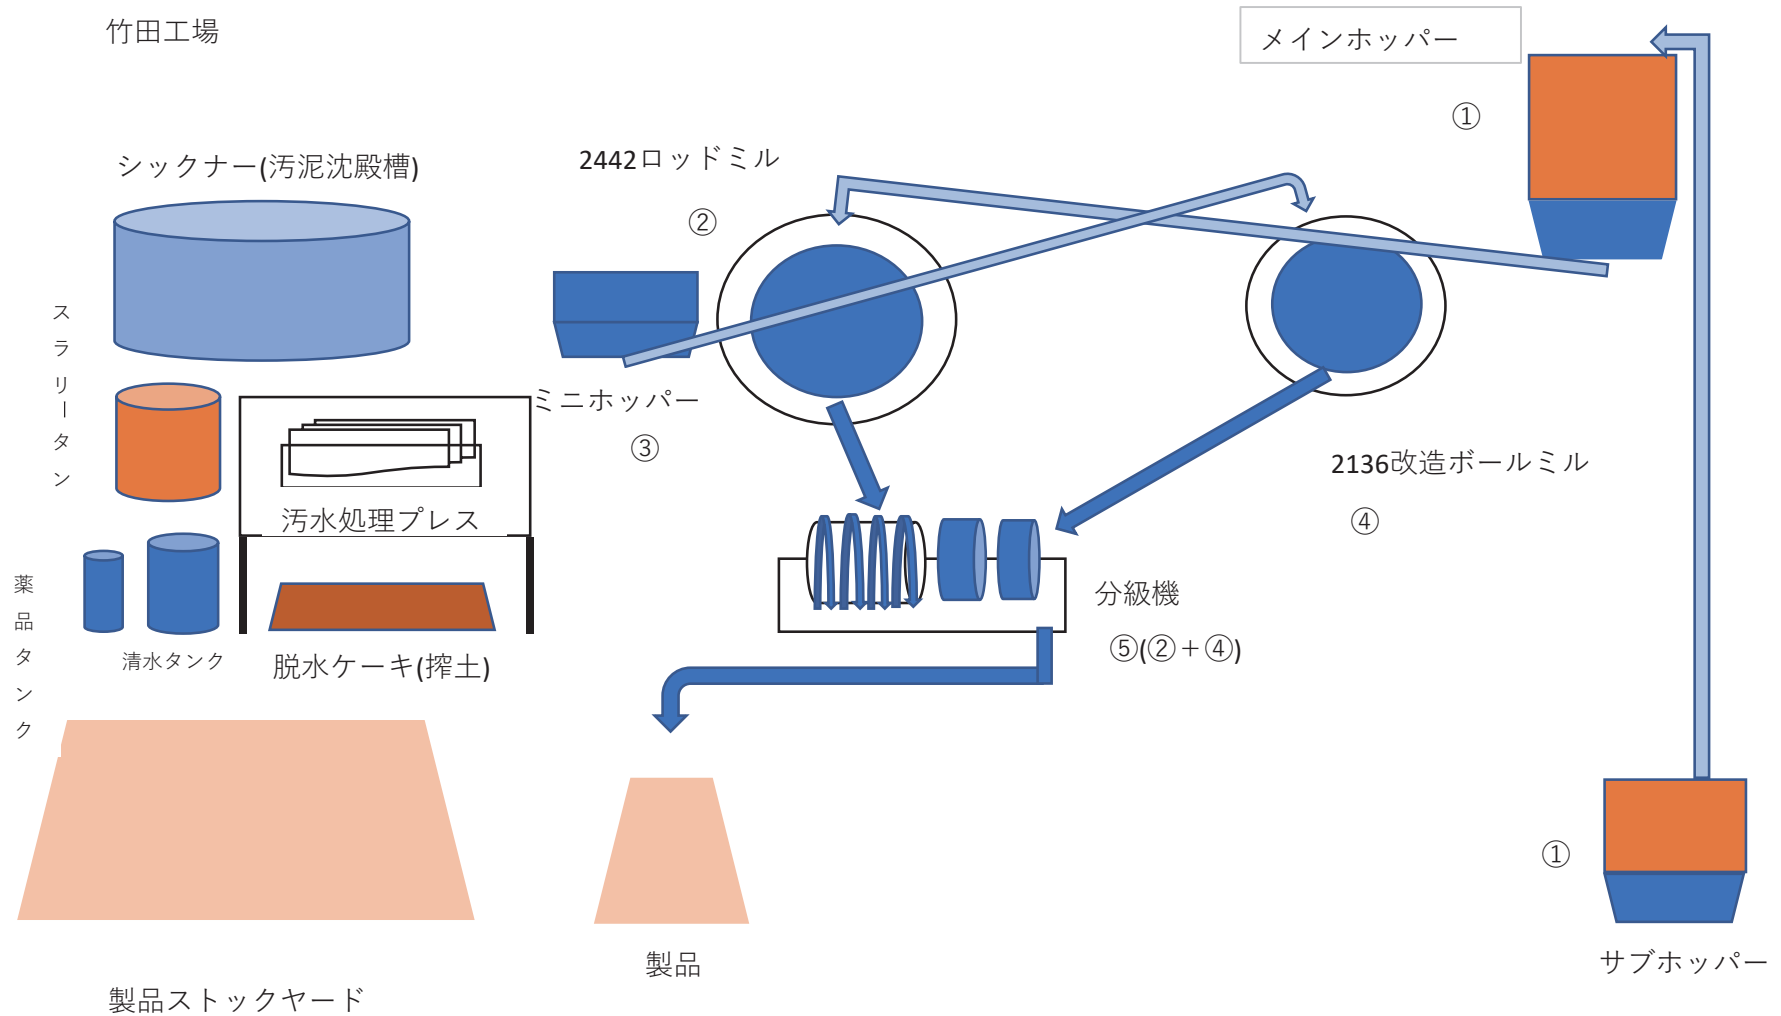 竹田工場
メインホッパー
①
2442ロッドミル
②
シックナー(汚泥沈殿槽)
スラリータン
ミニホッパー
③
2136改造ボールミル
④
汚水処理プレス
薬品タンク
清水タンク
脱水ケーキ(搾土)
分級機
⑤(②＋④)
①
サブホッパー
製品
製品ストックヤード